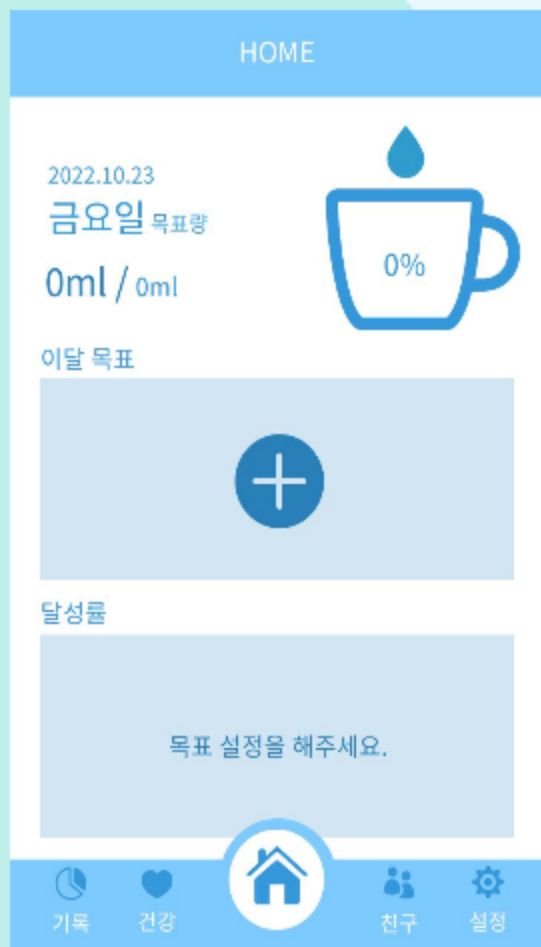 HOME
2022.10.23
금요일 목표량
0ml / 0ml
0%
이달 목표
달성률
목표 설정을 해주세요.
기록 건강 친구 설정